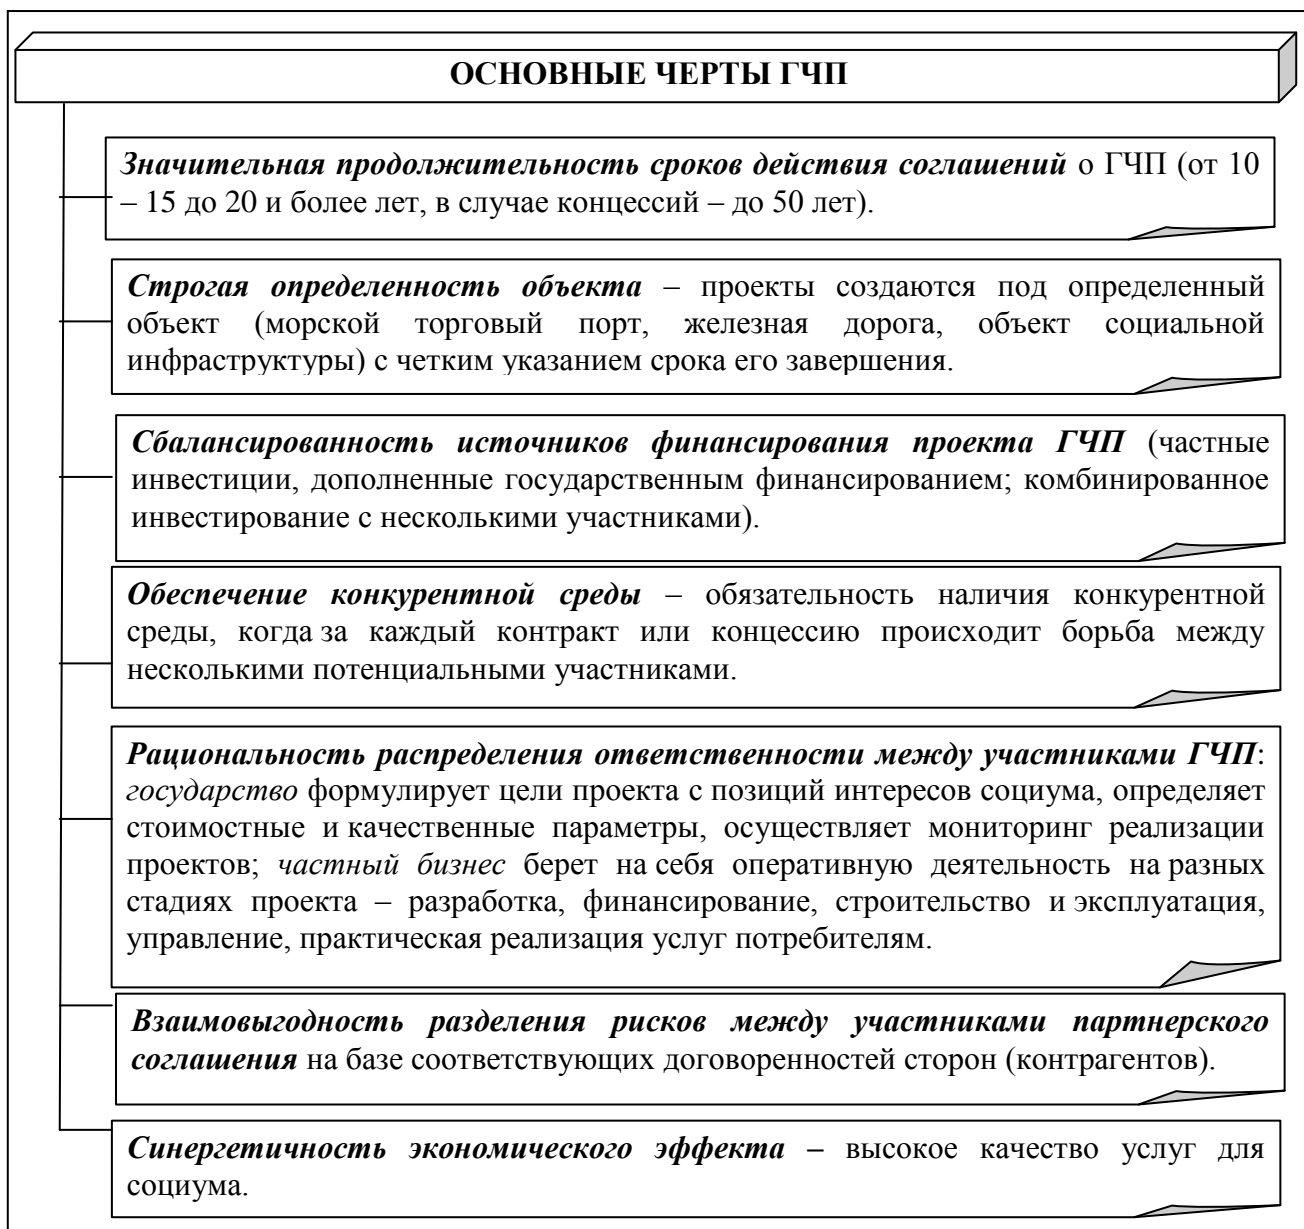 ОСНОВНЫЕ ЧЕРТЫ ГЧП
Значительная продолжительность сроков действия соглашений о ГЧП (от 10
– 15 до 20 и более лет, в случае концессий – до 50 лет).
Строгая определенность объекта – проекты создаются под определенный
объект (морской торговый порт, железная дорога, объект социальной
инфраструктуры) с четким указанием срока его завершения.
Сбалансированность источников финансирования проекта ГЧП (частные
инвестиции, дополненные государственным финансированием; комбинированное
инвестирование с несколькими участниками).
Обеспечение конкурентной среды – обязательность наличия конкурентной
среды, когда за каждый контракт или концессию происходит борьба между
несколькими потенциальными участниками.
Рациональность распределения ответственности между участниками ГЧП:
государство формулирует цели проекта с позиций интересов социума, определяет
стоимостные и качественные параметры, осуществляет мониторинг реализации
проектов; частный бизнес берет на себя оперативную деятельность на разных
стадиях проекта – разработка, финансирование, строительство и эксплуатация,
управление, практическая реализация услуг потребителям.
Взаимовыгодность разделения рисков между участниками партнерского
соглашения на базе соответствующих договоренностей сторон (контрагентов).
Синергетичность экономического эффекта – высокое качество услуг для
социума.